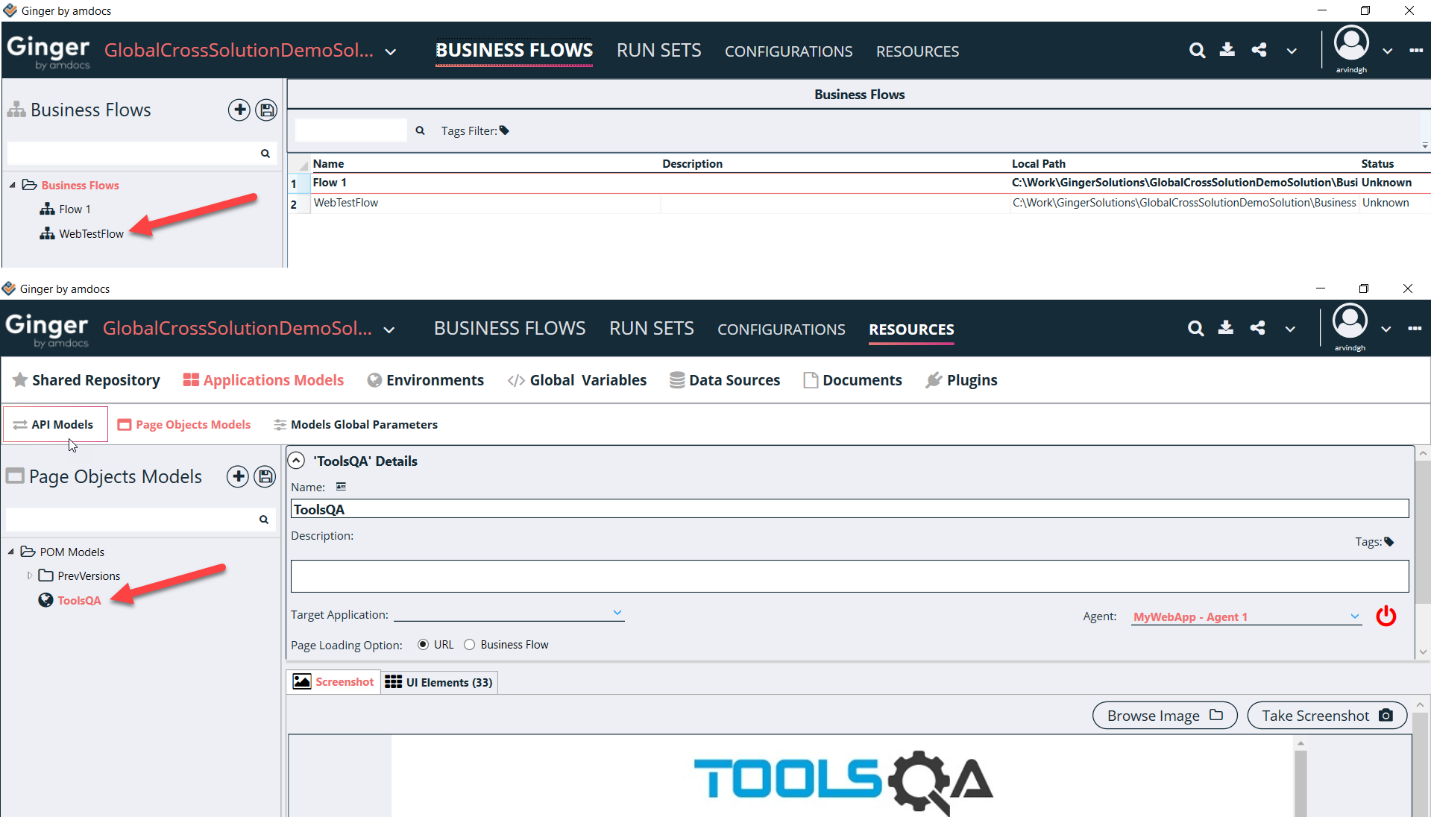 Ginger by amdocs
Ginger by amdocs GlobalCrossSolutionDemoSol... BUSINESS FLOWS RUN SETS CONFIGURATIONS RESOURCES arvindgh
Business Flows
Business Flows
Tags Filter:
Name Description Local Path Status
1 Flow 1 C:\Work\GingerSolutions\GlobalCrossSolutionDemoSolution\Busi Unknown
2 WebTestFlow C:\Work\GingerSolutions\GlobalCrossSolutionDemoSolution\Business Unknown
Business Flows
Flow 1
WebTestFlow
Ginger by amdocs
Ginger by amdocs GlobalCrossSolutionDemoSol... BUSINESS FLOWS RUN SETS CONFIGURATIONS RESOURCES arvindgh
Shared Repository Applications Models Environments </> Global Variables Data Sources Documents Plugins
API Models Page Objects Models Models Global Parameters
Page Objects Models
POM Models
PrevVersions
ToolsQA
'ToolsQA' Details
Name:
ToolsQA
Description:
Tags:
Target Application: Agent: MyWebApp - Agent 1
Page Loading Option: URL Business Flow
Screenshot UI Elements (33)
Browse Image Take Screenshot
TOOLSQA